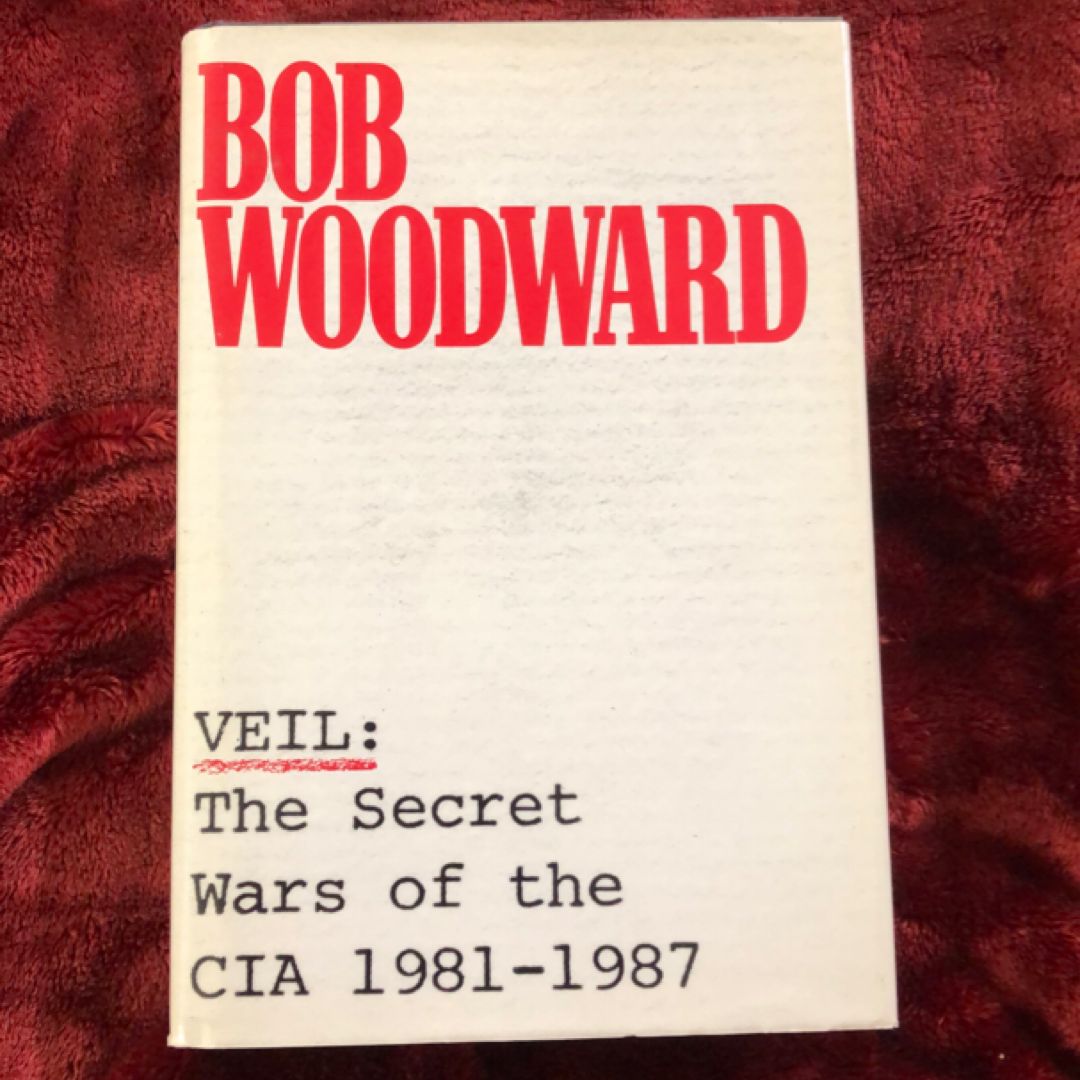 BOB
WOODWARD
VEIL:
The Secret
Wars of the
CIA 1981-1987